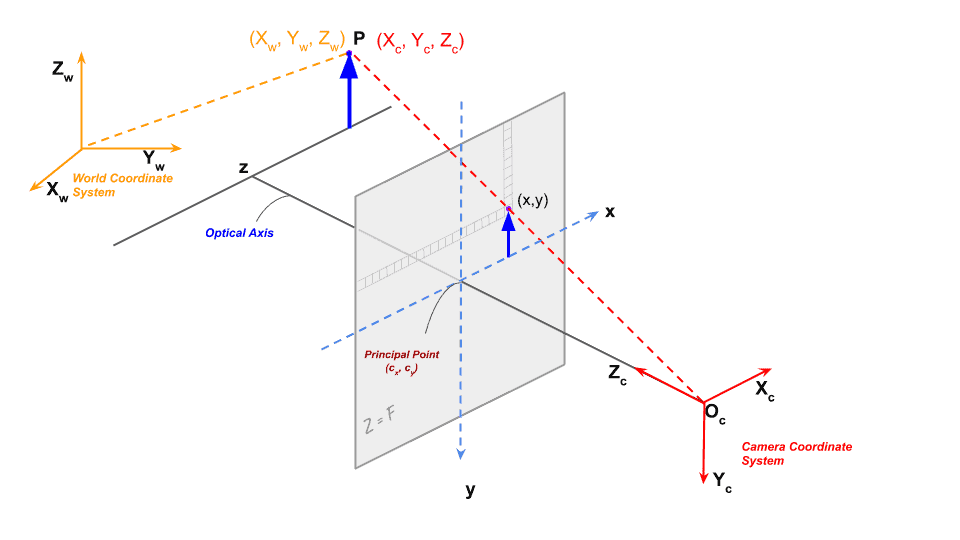 (Xw, Yw, Zw) P (Xc, Yc, Zc)
Zw
Yw
Xw
World Coordinate
System
z
Optical Axis
(x,y)
x
Principal Point
(cx, cy)
Z = F
Zc
Xc
Oc
Camera Coordinate
System
Yc
y